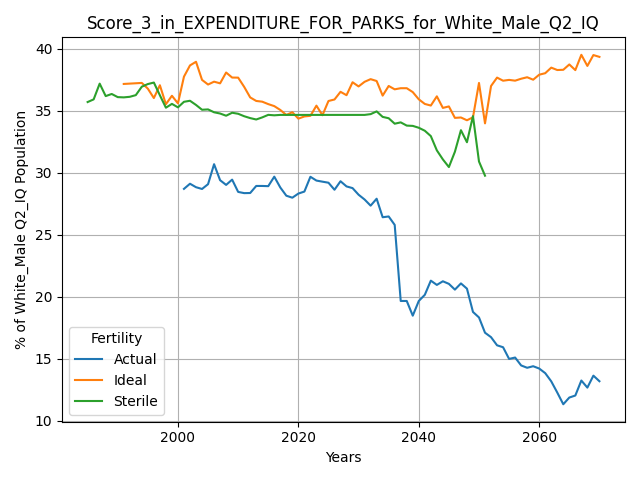 Score_3_in_EXPENDITURE_FOR_PARKS_for_White_Male_Q2_IQ
% of White_Male Q2_IQ Population
40
35
30
25
20
15
10
Fertility
Actual
Ideal
Sterile
2000
2020
2040
2060
Years